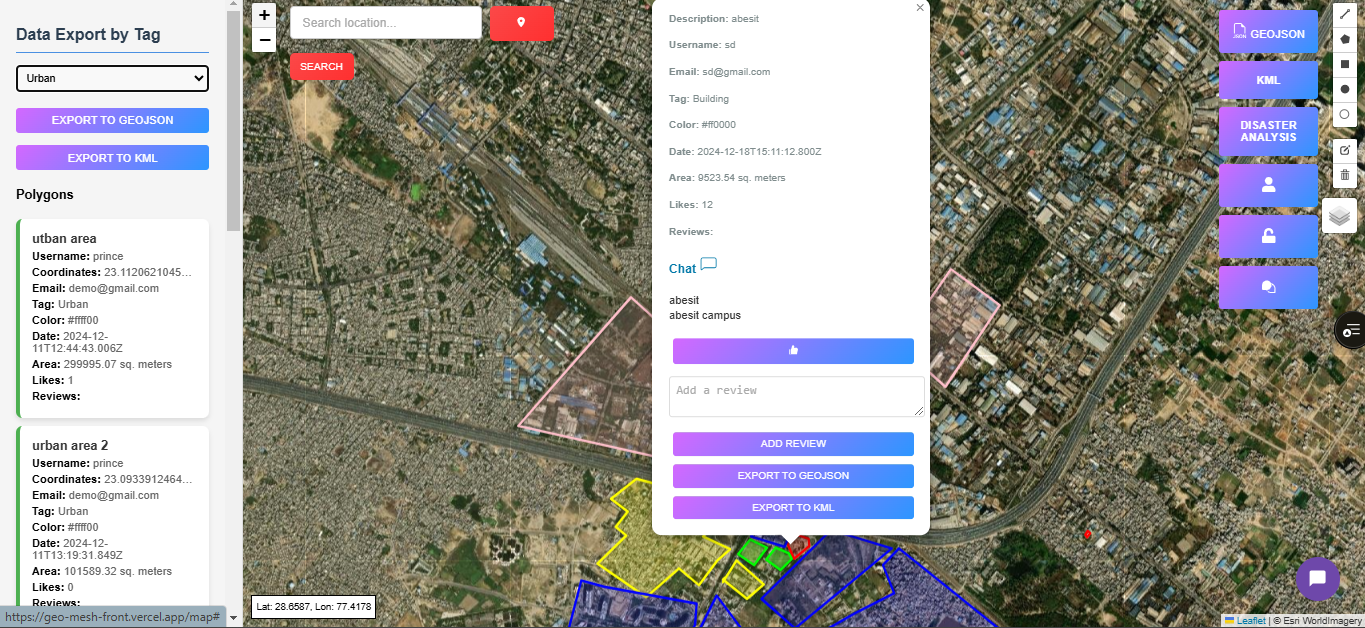 Data Export by Tag
Urban
EXPORT TO GEOJSON
EXPORT TO KML
Polygons
utban area
Username: prince
Coordinates: 23.1120621045...
Email: demo@gmail.com
Tag: Urban
Color: #ffff00
Date: 2024-12-
11T12:44:43.006Z
Area: 299995.07 sq. meters
Likes: 1
Reviews:
urban area 2
Username: prince
Coordinates: 23.0933912464...
Email: demo@gmail.com
Tag: Urban
Color: #ffff00
Date: 2024-12-
11T13:19:31.849Z
Area: 101589.32 sq. meters
Likes: 0
Reviews:
https://geo-mesh-front.vercel.app/map#
+
−
Search location...
SEARCH
Lat: 28.6587, Lon: 77.4178
×
Description: abesit
Username: sd
Email: sd@gmail.com
Tag: Building
Color: #ff0000
Date: 2024-12-18T15:11:12.800Z
Area: 9523.54 sq. meters
Likes: 12
Reviews:
Chat
abesit
abesit campus
Add a review
ADD REVIEW
EXPORT TO GEOJSON
EXPORT TO KML
JSON GEOJSON
KML
DISASTER
ANALYSIS
Leaflet | © Esri WorldImagery